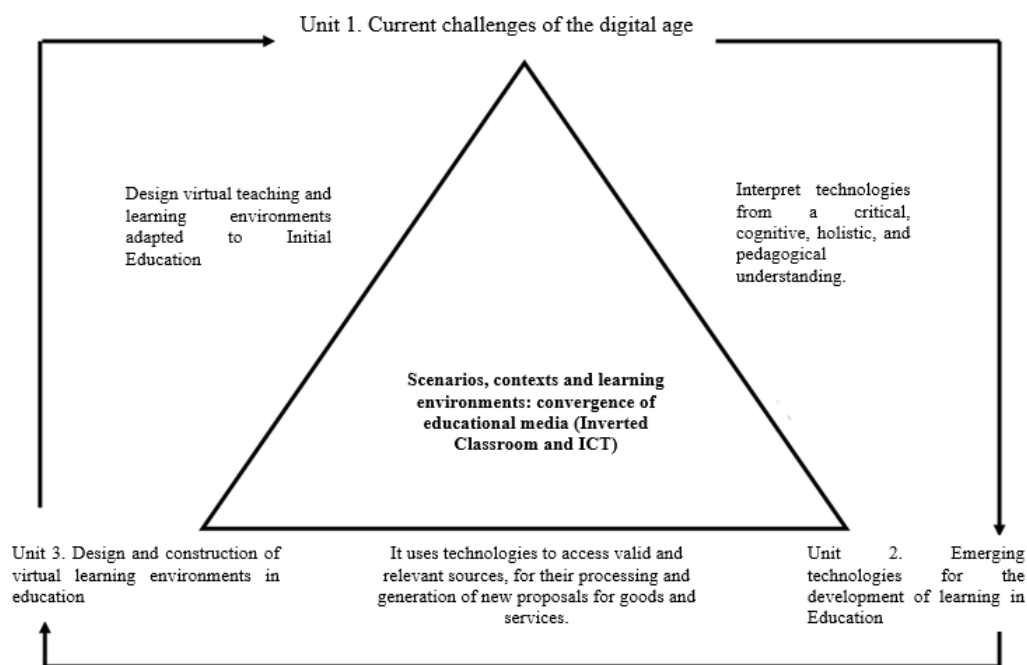 Unit 1. Current challenges of the digital age
Design virtual teaching and
learning environments
adapted to Initial
Education
Interpret technologies
from a critical,
cognitive, holistic, and
pedagogical
understanding.
Scenarios, contexts and learning
environments: convergence of
educational media (Inverted
Classroom and ICT)
Unit 3. Design and construction of
virtual learning environments in
education
It uses technologies to access valid and
relevant sources, for their processing and
generation of new proposals for goods and
services.
Unit 2. Emerging
technologies for the
development of learning in
Education